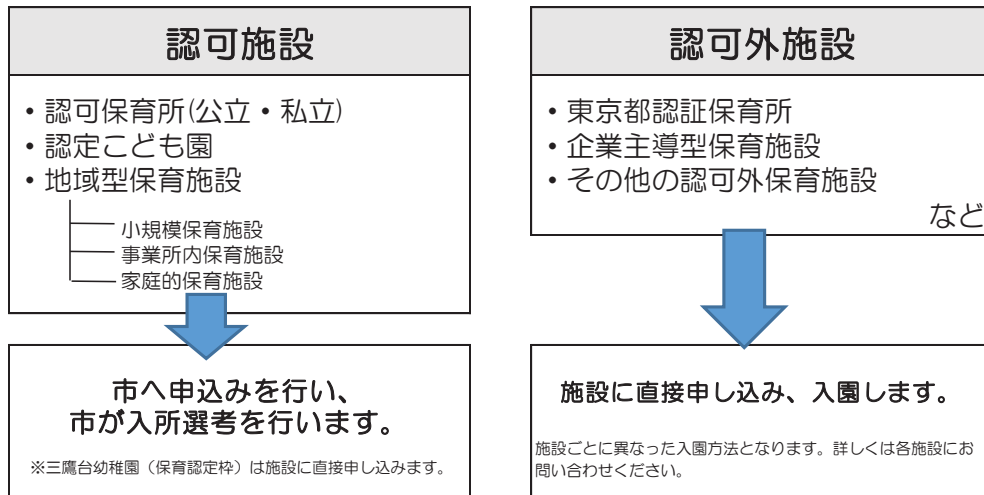 認可施設
・認可保育所(公立・私立)
・認定こども園
・地域型保育施設
小規模保育施設
事業所内保育施設
家庭的保育施設
市へ申込みを行い、
市が入所選考を行います。
※三鷹台幼稚園（保育認定枠）は施設に直接申し込みます。
認可外施設
・東京都認証保育所
・企業主導型保育施設
・その他の認可外保育施設
など
施設に直接申し込み、入園します。
施設ごとに異なった入園方法となります。詳しくは各施設にお
問い合わせください。